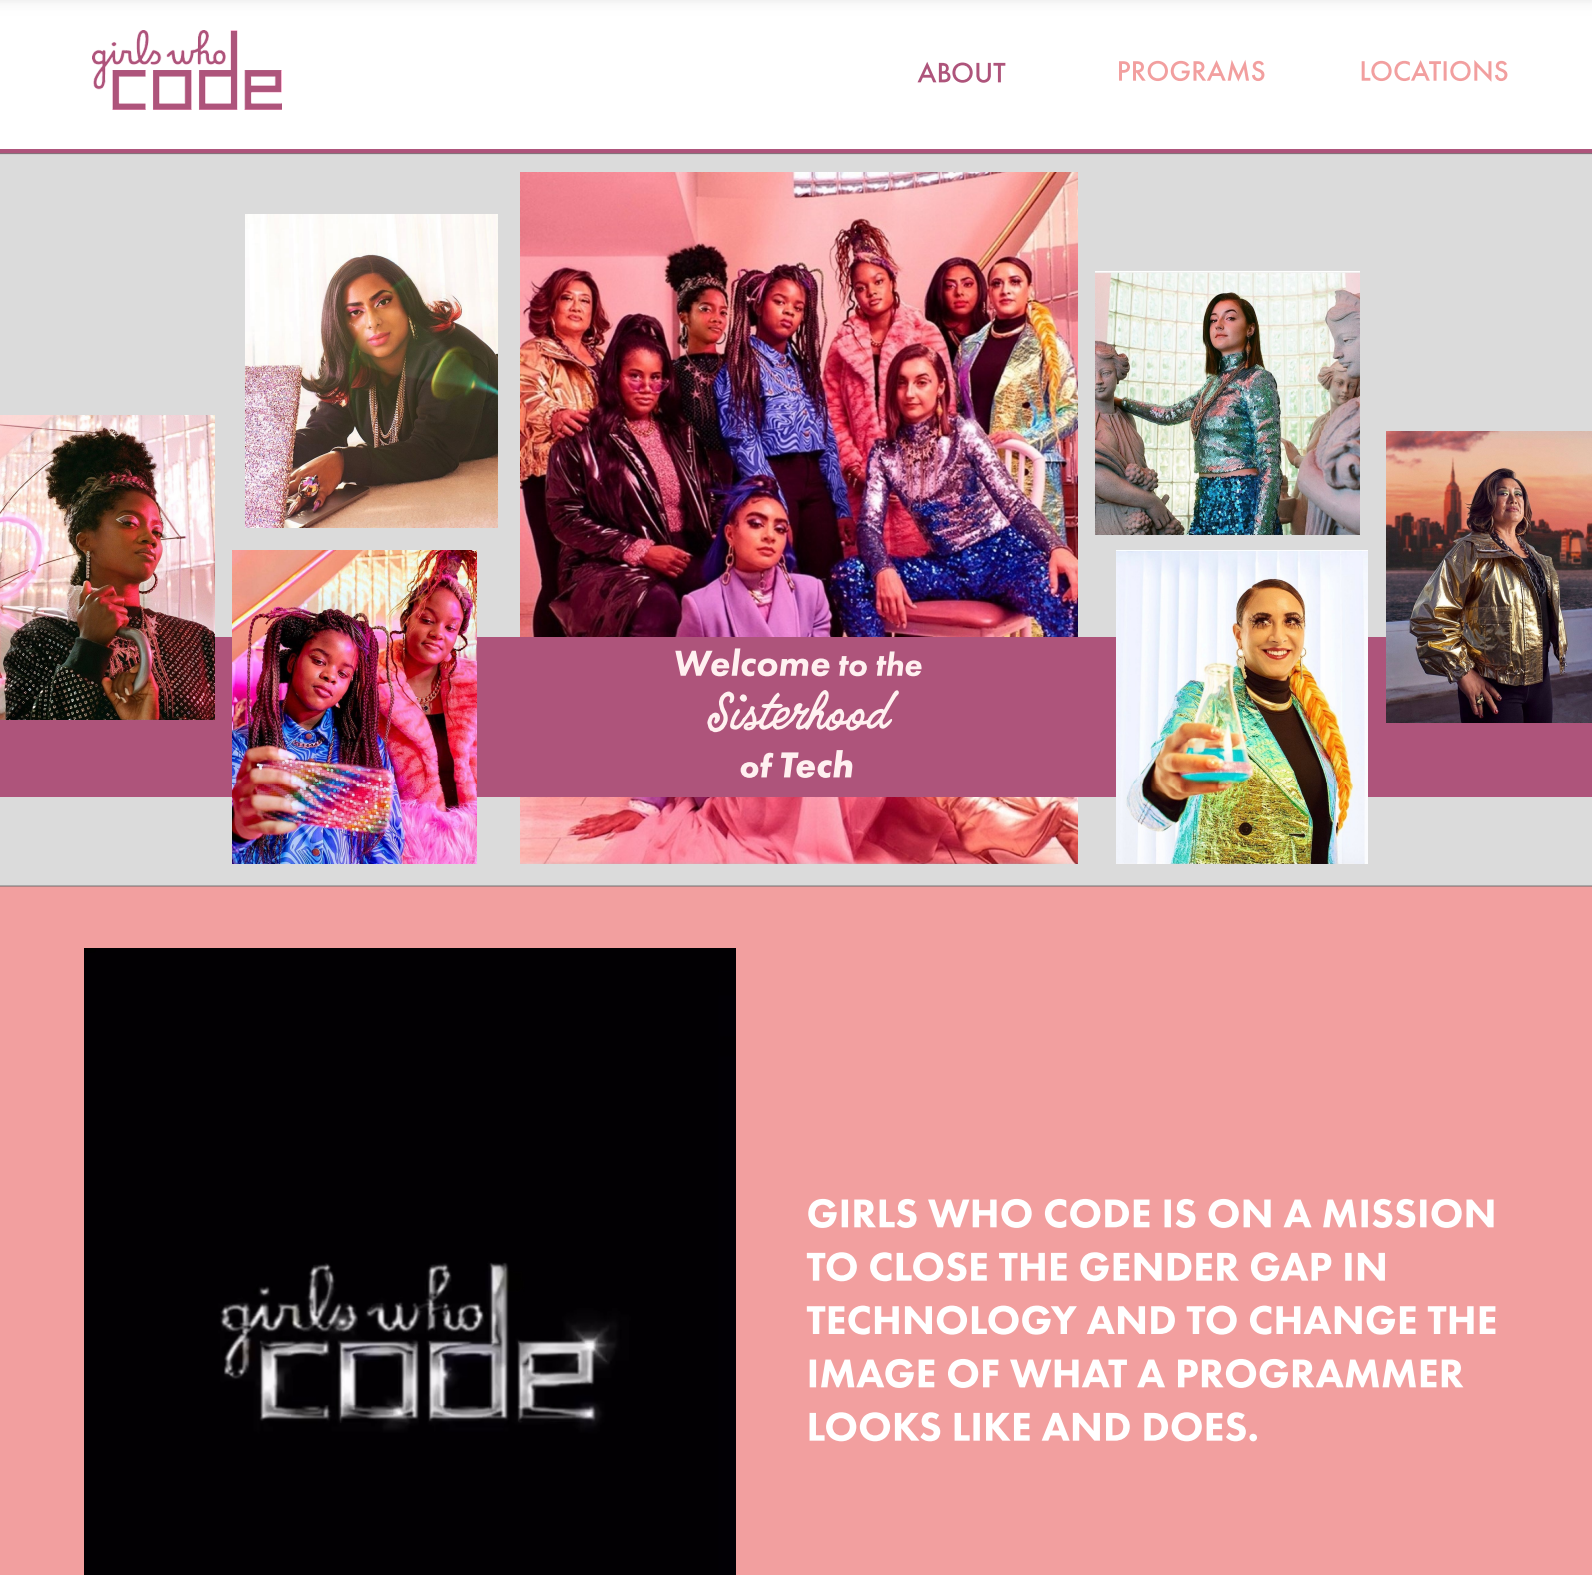 girls who
code
ABOUT
PROGRAMS
LOCATIONS
Welcome to the
Sisterhood
of Tech
girls who
code
GIRLS WHO CODE IS ON A MISSION
TO CLOSE THE GENDER GAP IN
TECHNOLOGY AND TO CHANGE THE
IMAGE OF WHAT A PROGRAMMER
LOOKS LIKE AND DOES.